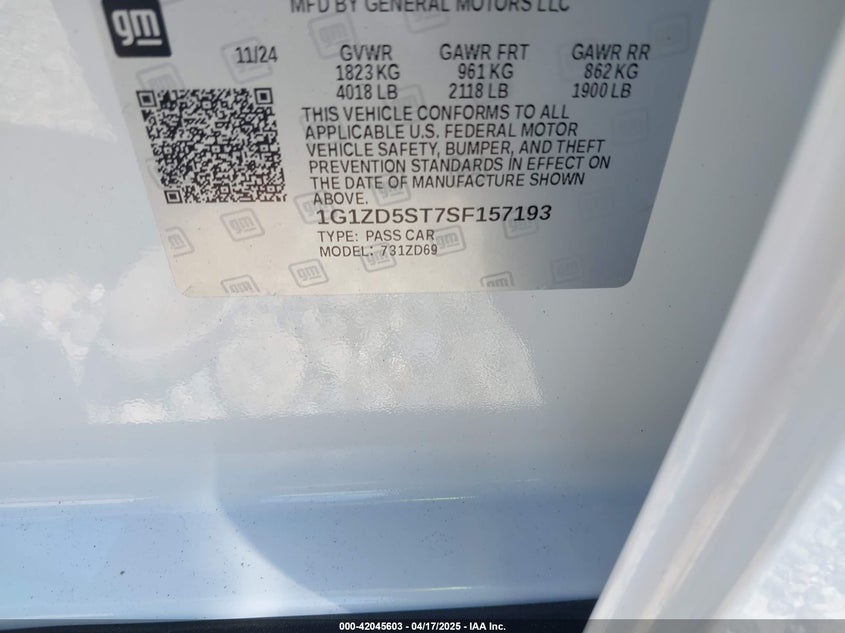 MFD BY GENERAL MOTORS LLC
gm
11/24 GVWR GAWR FRT GAWR RR
1823 KG 961 KG 862 KG
4018 LB 2118 LB 1900 LB
THIS VEHICLE CONFORMS TO ALL
APPLICABLE U.S. FEDERAL MOTOR
VEHICLE SAFETY, BUMPER, AND THEFT
PREVENTION STANDARDS IN EFFECT ON
THE DATE OF MANUFACTURE SHOWN
ABOVE.
1G1ZD5ST7SF157193
TYPE: PASS CAR
MODEL: 731ZD69
000-42045603 - 04/17/2025 - IAA Inc.